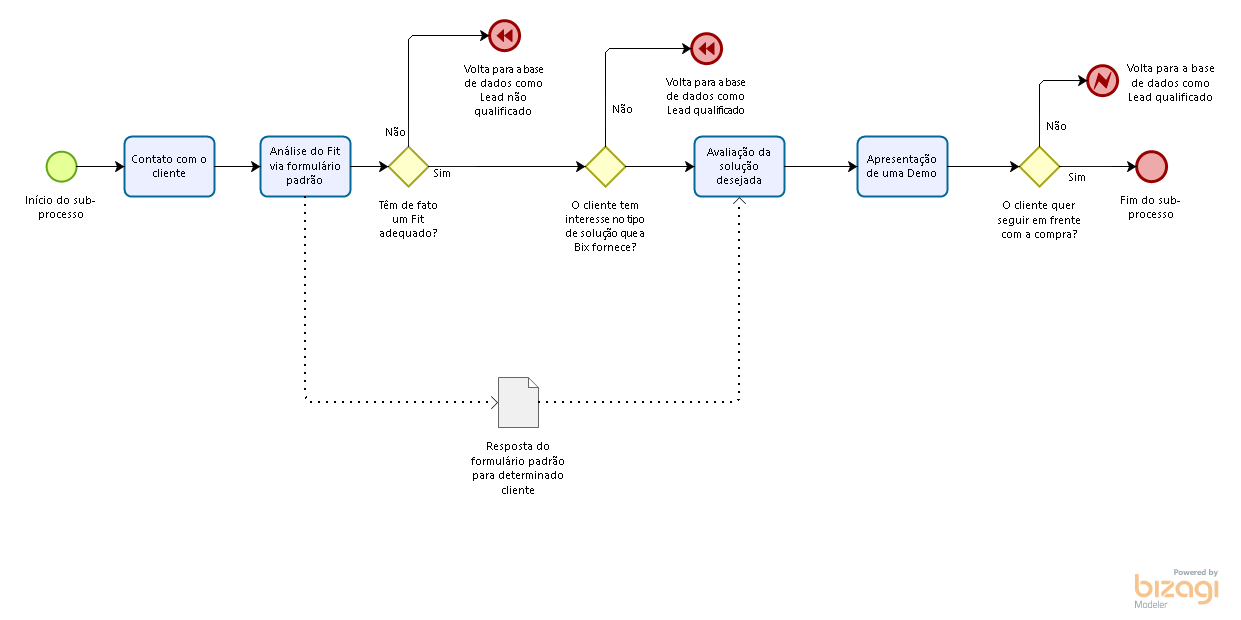 Volta para a base
de dados como
Lead não
qualificado
Volta para a base
de dados como
Lead qualificado
Volta para a base
de dados como
Lead qualificado
Não
Não
Não
Início do sub-
processo
Contato com o
cliente
Análise do Fit
via formulário
padrão
Sim
Têm de fato
um Fit
adequado?
O cliente tem
interesse no tipo
de solução que a
Bix fornece?
Avaliação da
solução
desejada
Apresentação
de uma Demo
Sim
O cliente quer
seguir em frente
com a compra?
Fim do sub-
processo
Resposta do
formulário padrão
para determinado
cliente
Powered by
bizagi
Modeler